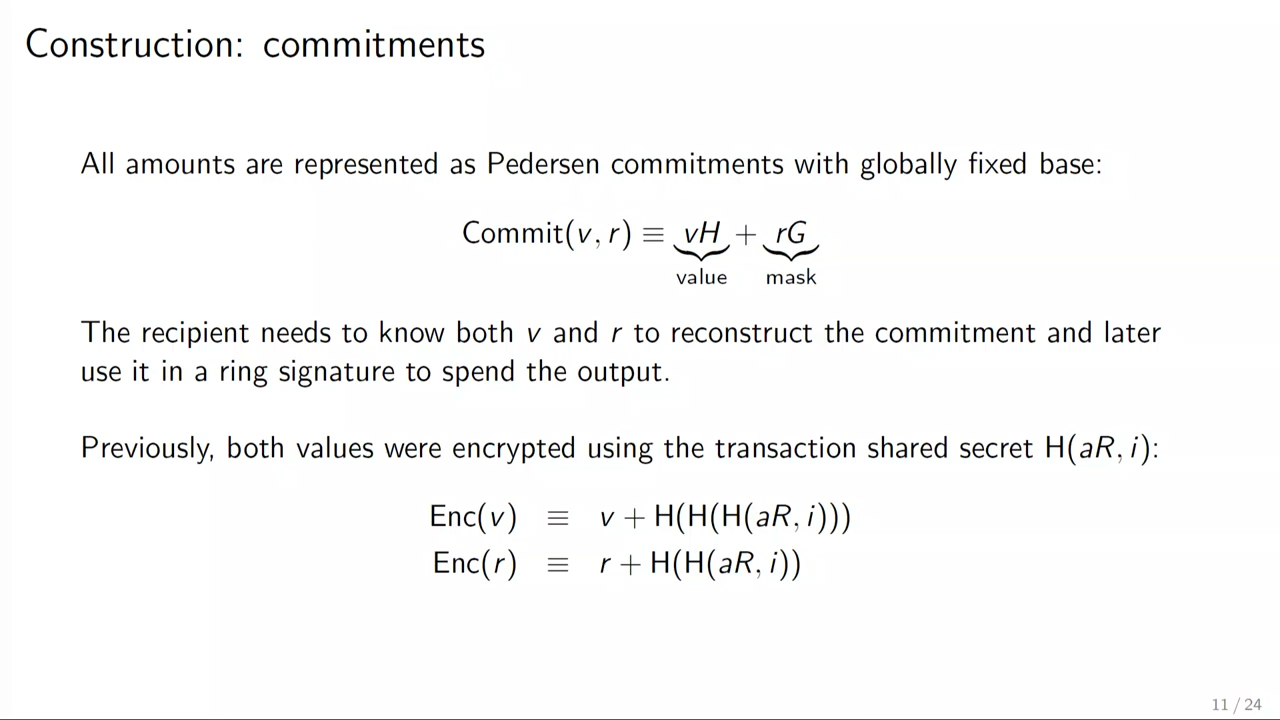 Construction: commitments
All amounts are represented as Pedersen commitments with globally fixed base:
Commit(v, r) ≡ vH + rG
value mask
The recipient needs to know both v and r to reconstruct the commitment and later
use it in a ring signature to spend the output.
Previously, both values were encrypted using the transaction shared secret H(aR, i):
Enc(v) ≡ v + H(H(H(aR, i)))
Enc(r) ≡ r + H(H(aR, i))
11 / 24